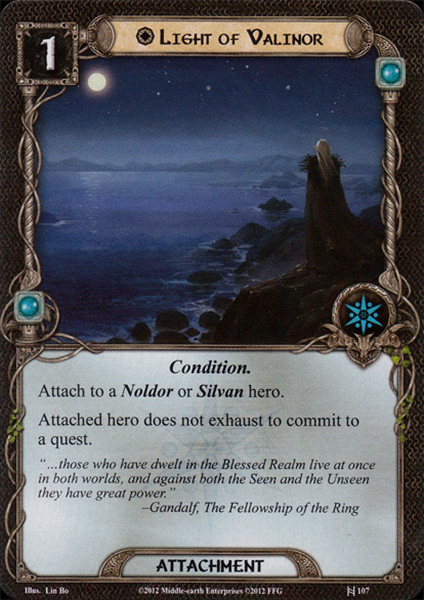 1
Light of Valinor
Condition.
Attach to a Noldor or Silvan hero.
Attached hero does not exhaust to commit to
a quest.
“...those who have dwelt in the Blessed Realm live at once
in both worlds, and against both the Seen and the Unseen
they have great power.”
–Gandalf, The Fellowship of the Ring
ATTACHMENT
Illus. Lin Bo
©2012 Middle-earth Enterprises ©2012 FFG
107